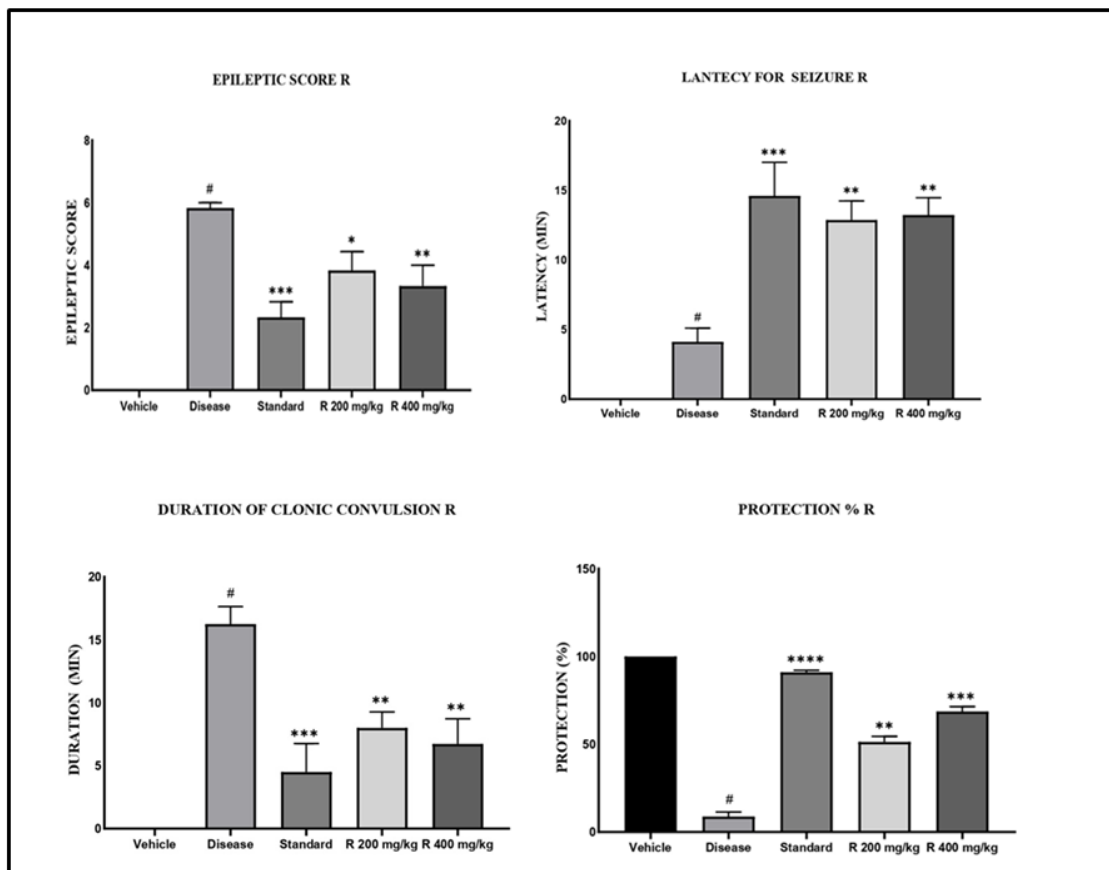 EPILEPTIC SCORE R
EPILEPTIC SCORE
8
6
4
2
0
#
***
*
**
Vehicle Disease Standard R 200 mg/kg R 400 mg/kg
LANTECY FOR SEIZURE R
LATENCY (MIN)
20
15
10
5
0
#
***
**
**
Vehicle Disease Standard R 200 mg/kg R 400 mg/kg
DURATION OF CLONIC CONVULSION R
DURATION (MIN)
20
15
10
5
0
#
***
**
**
Vehicle Disease Standard R 200 mg/kg R 400 mg/kg
PROTECTION % R
PROTECTION (%)
150
100
50
0
#
****
**
***
Vehicle Disease Standard R 200 mg/kg R 400 mg/kg